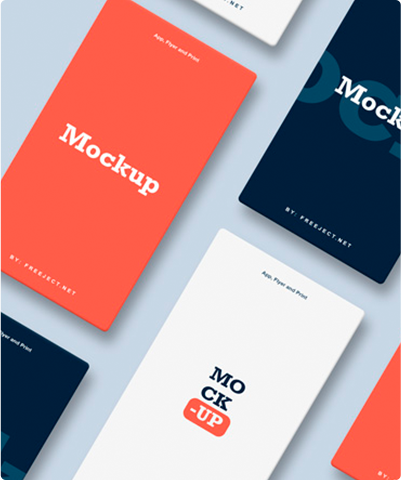 App, Flyer and Print
Mockup
BY: FREEJECT.NET
Mock
BY: FREEJECT.NET
App, Flyer and Print
MO
CK
-UP